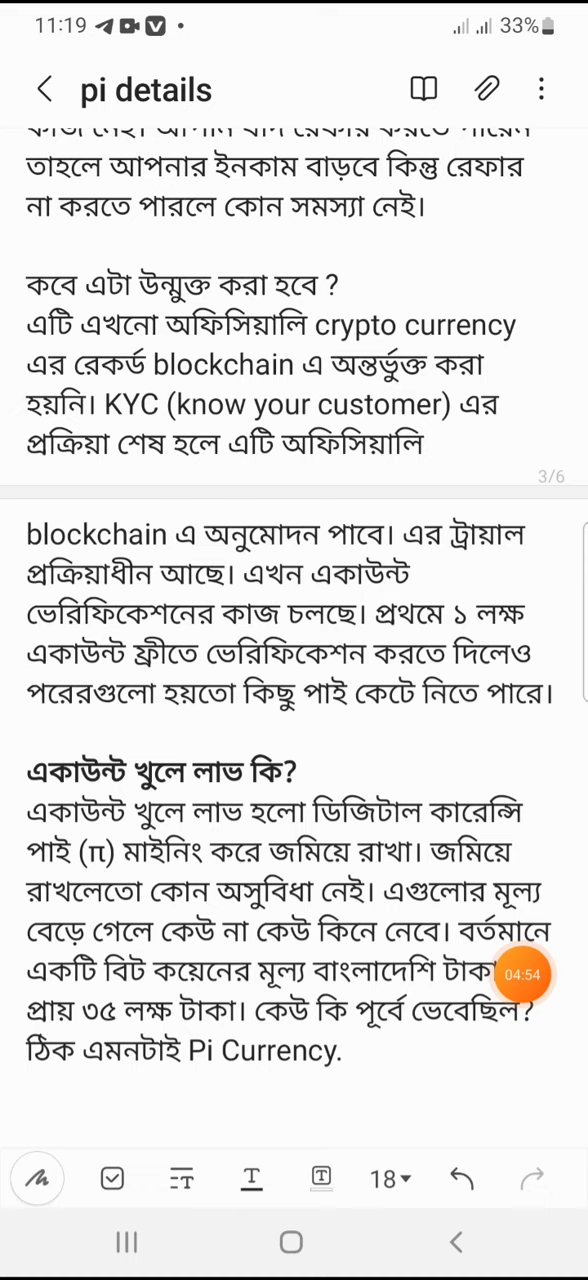 11:19
33%
pi details
তাহলে আপনার ইনকাম বাড়বে কিন্তু রেফার
না করতে পারলে কোন সমস্যা নেই।
কবে এটা উন্মুক্ত করা হবে ?
এটি এখনো অফিসিয়ালি crypto currency
এর রেকর্ড blockchain এ অন্তর্ভুক্ত করা
হয়নি। KYC (know your customer) এর
প্রক্রিয়া শেষ হলে এটি অফিসিয়ালি
3/6
blockchain এ অনুমোদন পাবে। এর ট্রায়াল
প্রক্রিয়াধীন আছে। এখন একাউন্ট
ভেরিফিকেশনের কাজ চলছে। প্রথমে ১ লক্ষ
একাউন্ট ফ্রীতে ভেরিফিকেশন করতে দিলেও
পরেরগুলো হয়তো কিছু পাই কেটে নিতে পারে।
একাউন্ট খুলে লাভ কি?
একাউন্ট খুলে লাভ হলো ডিজিটাল কারেন্সি
পাই (π) মাইনিং করে জমিয়ে রাখা। জমিয়ে
রাখলেতো কোন অসুবিধা নেই। এগুলোর মূল্য
বেড়ে গেলে কেউ না কেউ কিনে নেবে। বর্তমানে
একটি বিট কয়েনের মূল্য বাংলাদেশি
04:54
প্রায় ৩৫ লক্ষ টাকা। কেউ কি পূর্বে ভেবেছিল?
ঠিক এমনটাই Pi Currency.
18